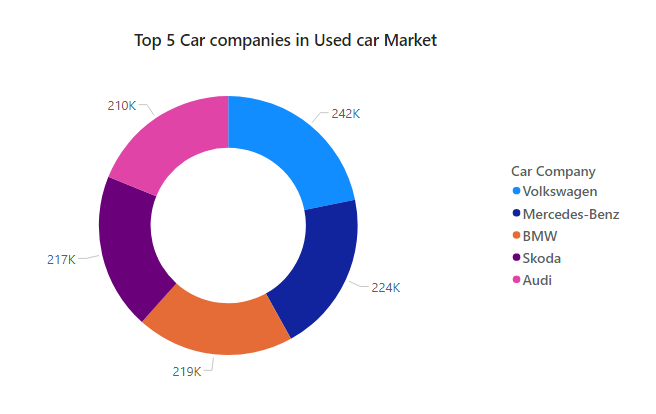 Top 5 Car companies in Used car Market
210K
242K
217K
224K
219K
Car Company
Volkswagen
Mercedes-Benz
BMW
Skoda
Audi